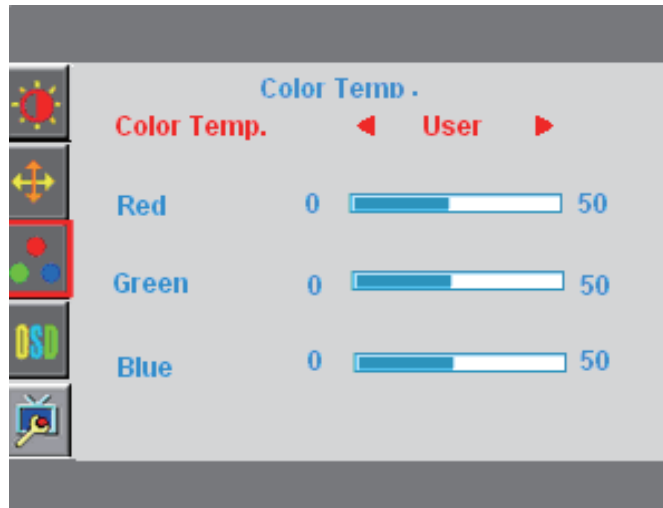 Color Temp.
Color Temp. User
Red 0 50
Green 0 50
OSD
Blue 0 50